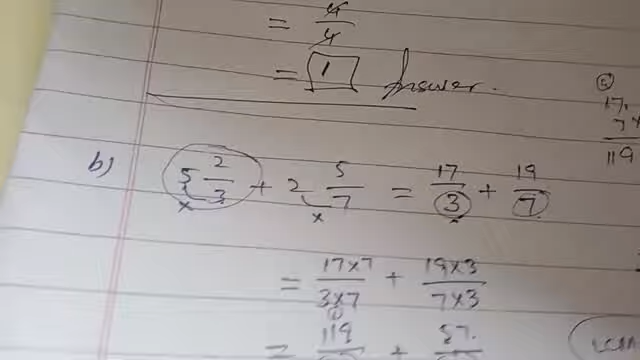 = 4/4
= 1 Answer.
17
7 ×
119
b) 5 2/3 + 2 5/7 = 17/3 + 19/7
= 17×7/3×7 + 19×3/7×3
= 119 + 57